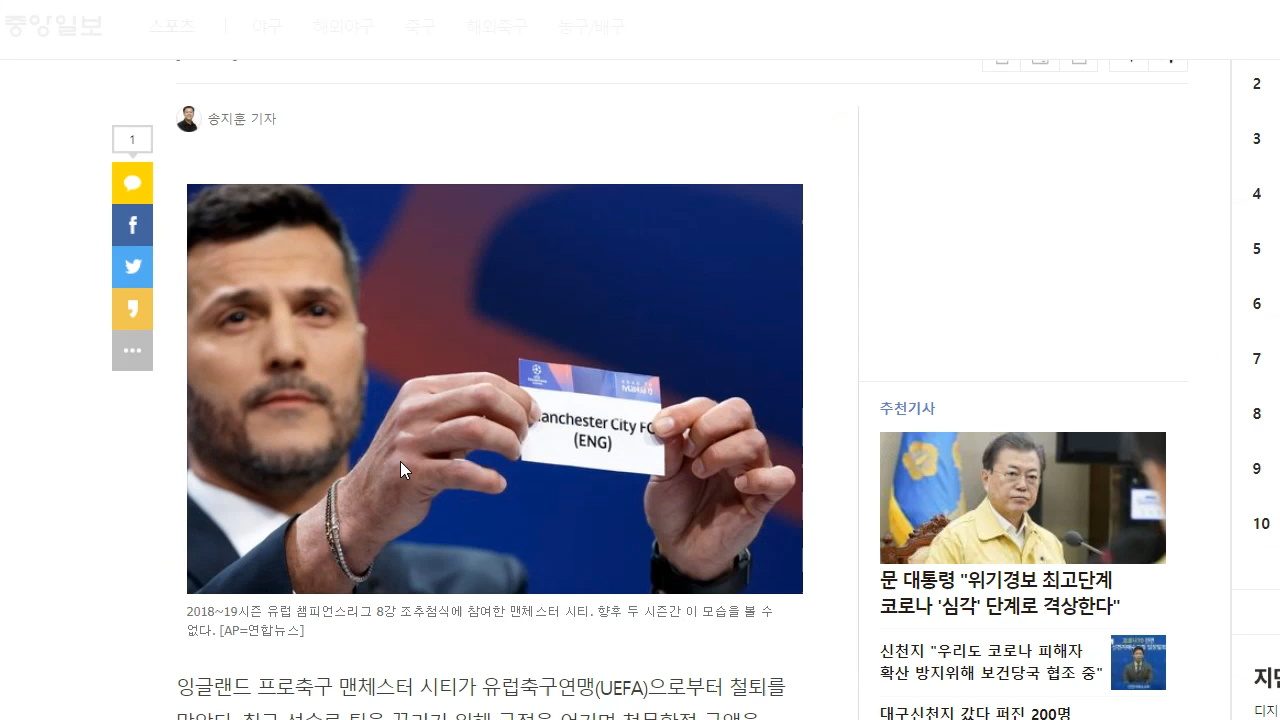 중앙일보
스포츠
야구
해외야구
축구
해외축구
농구/배구
송지훈 기자
1
Manchester City FC
(ENG)
2018~19시즌 유럽 챔피언스리그 8강 조추첨식에 참여한 맨체스터 시티. 향후 두 시즌간 이 모습을 볼 수
없다. [AP=연합뉴스]
잉글랜드 프로축구 맨체스터 시티가 유럽축구연맹(UEFA)으로부터 철퇴를
추천기사
문 대통령 "위기경보 최고단계
코로나 '심각' 단계로 격상한다"
신천지 "우리도 코로나 피해자
확산 방지위해 보건당국 협조 중"
대구신천지 갔다 퍼진 200명
2
3
4
5
6
7
8
9
10